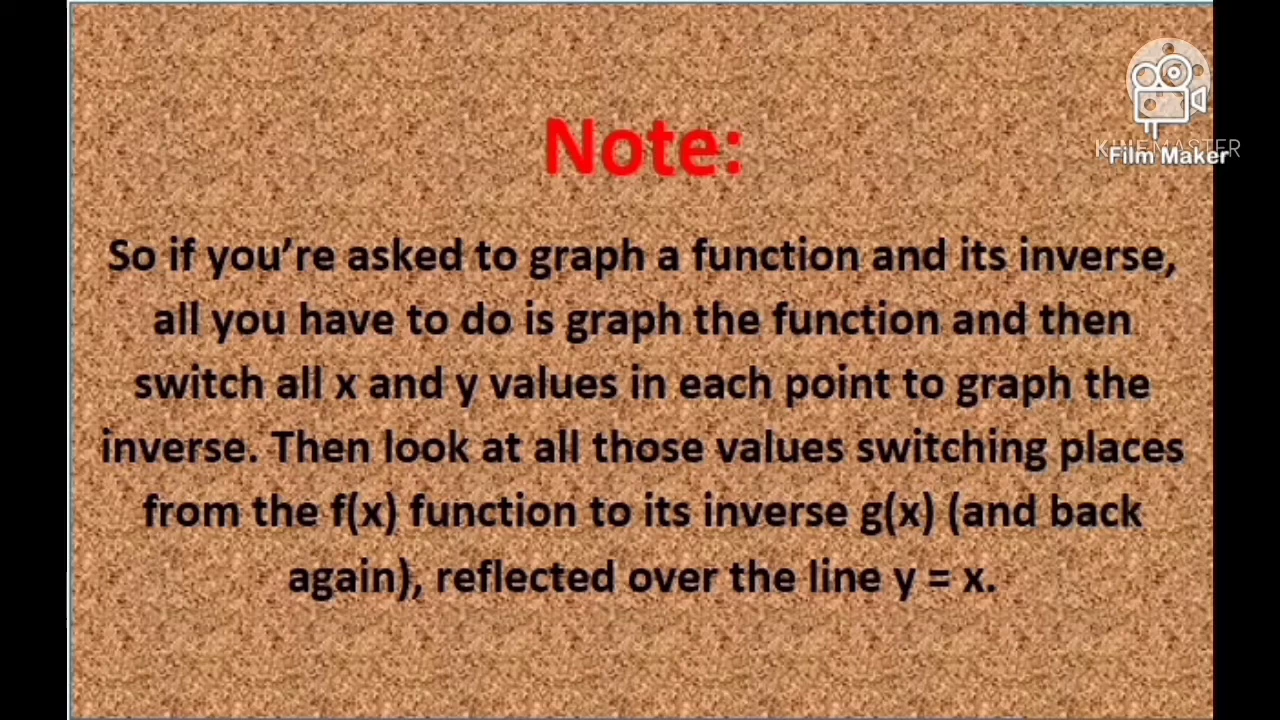 Note:
KINEMASTER
Film Maker
So if you’re asked to graph a function and its inverse,
all you have to do is graph the function and then
switch all x and y values in each point to graph the
inverse. Then look at all those values switching places
from the f(x) function to its inverse g(x) (and back
again), reflected over the line y = x.